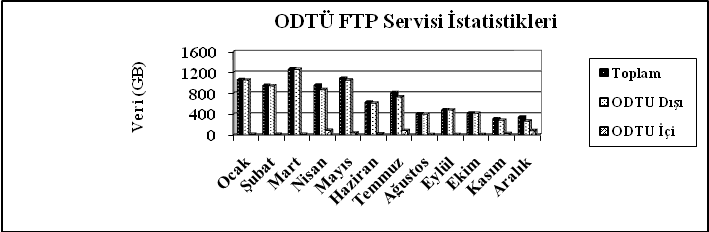 ODTÜ FTP Servisi İstatistikleri
Veri (GB)
1600
1200
800
400
0
Ocak
Şubat
Mart
Nisan
Mayıs
Haziran
Temmuz
Ağustos
Eylül
Ekim
Kasım
Aralık
Toplam
ODTU Dışı
ODTU İçi